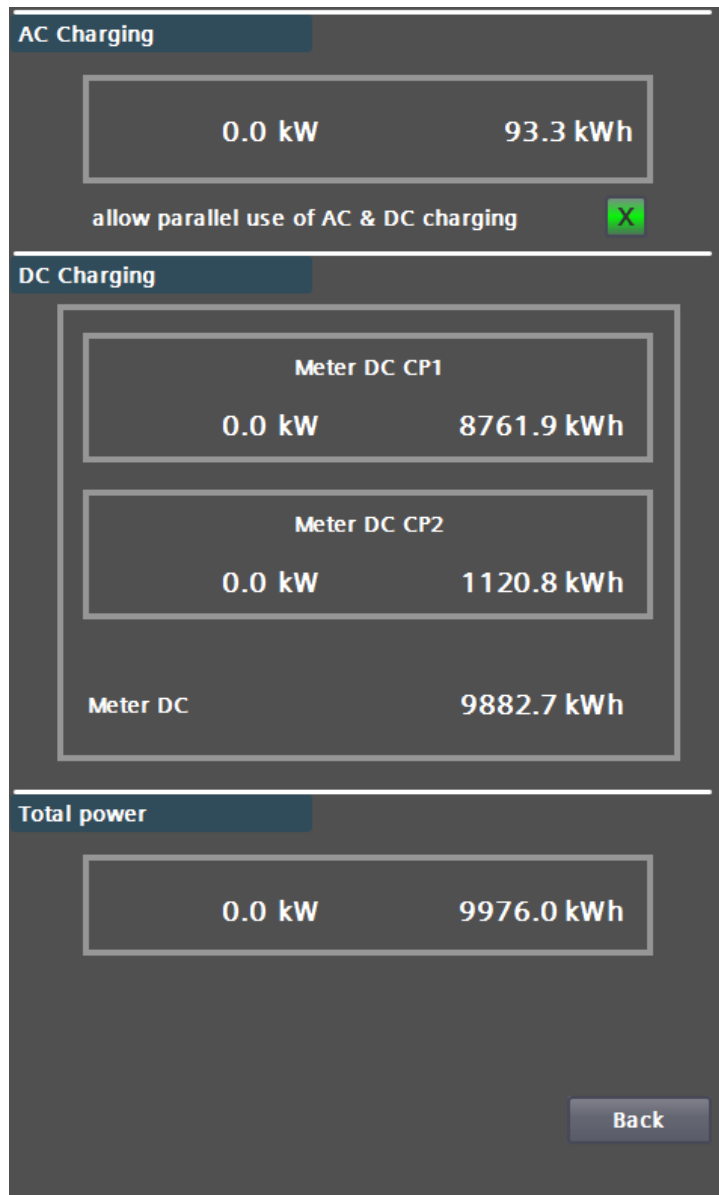 AC Charging
0.0 kW 93.3 kWh
allow parallel use of AC & DC charging X
DC Charging
Meter DC CP1
0.0 kW 8761.9 kWh
Meter DC CP2
0.0 kW 1120.8 kWh
Meter DC 9882.7 kWh
Total power
0.0 kW 9976.0 kWh
Back